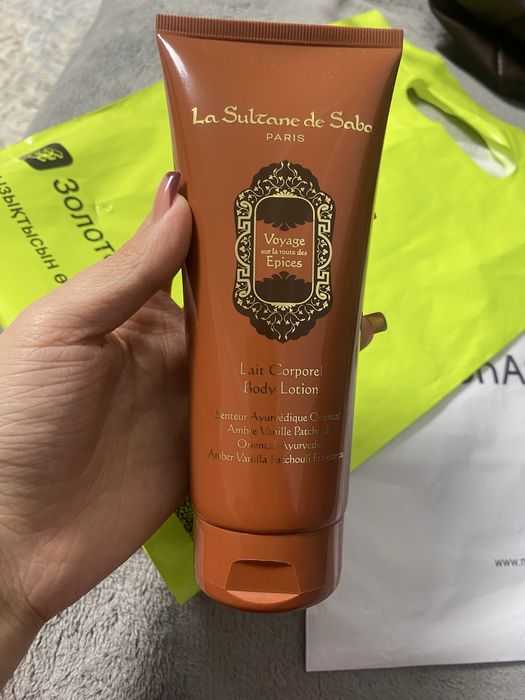 La Sultane de Saba
PARIS
Voyage
sur la route des
Epices
Lait Corporel
Body Lotion
Senteur Ayurvédique Oriental
Ambre Vanille Patchouli
Oriental Ayurvedic
Amber Vanilla Patchouli Fragrance